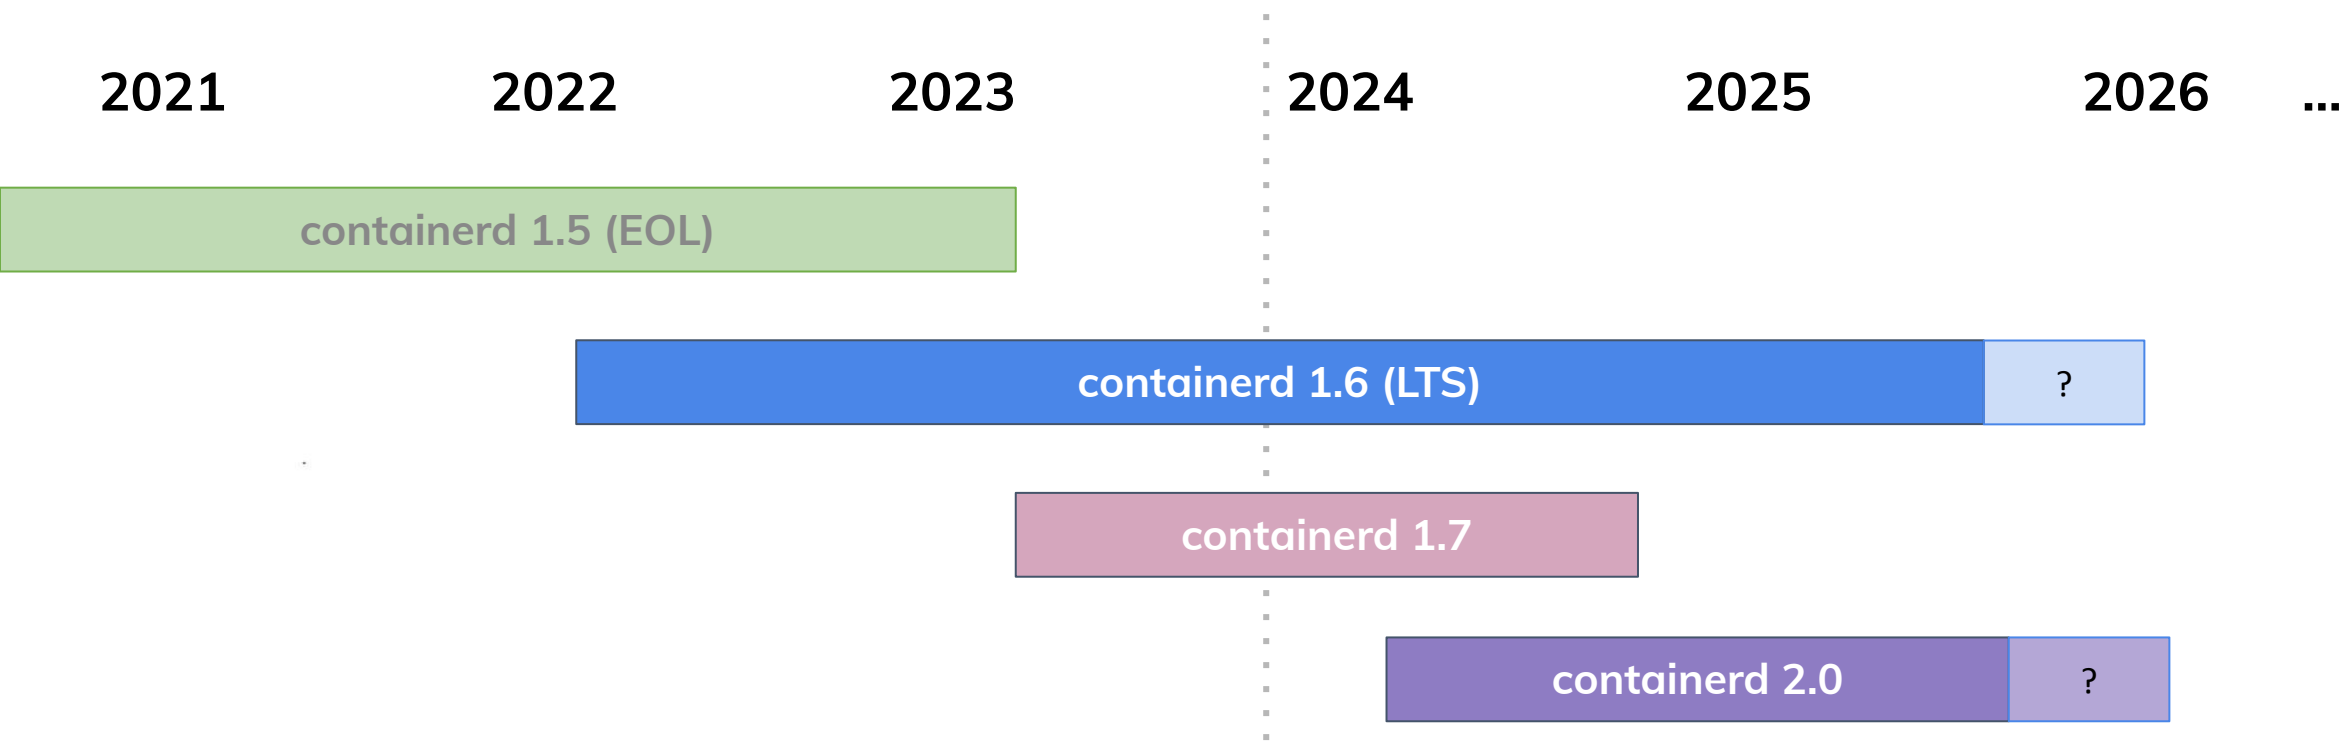 2021 2022 2023 2024 2025 2026 ...
containerd 1.5 (EOL)
containerd 1.6 (LTS) ?
containerd 1.7
containerd 2.0 ?